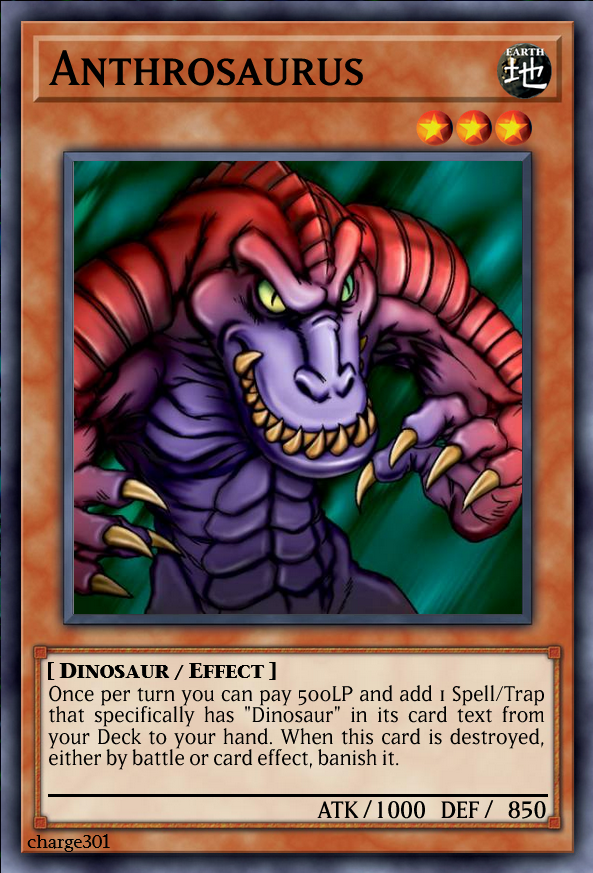 Anthrosaurus
EARTH
地
[ Dinosaur / Effect ]
Once per turn you can pay 500LP and add 1 Spell/Trap
that specifically has "Dinosaur" in its card text from
your Deck to your hand. When this card is destroyed,
either by battle or card effect, banish it.
ATK / 1000 DEF / 850
charge301